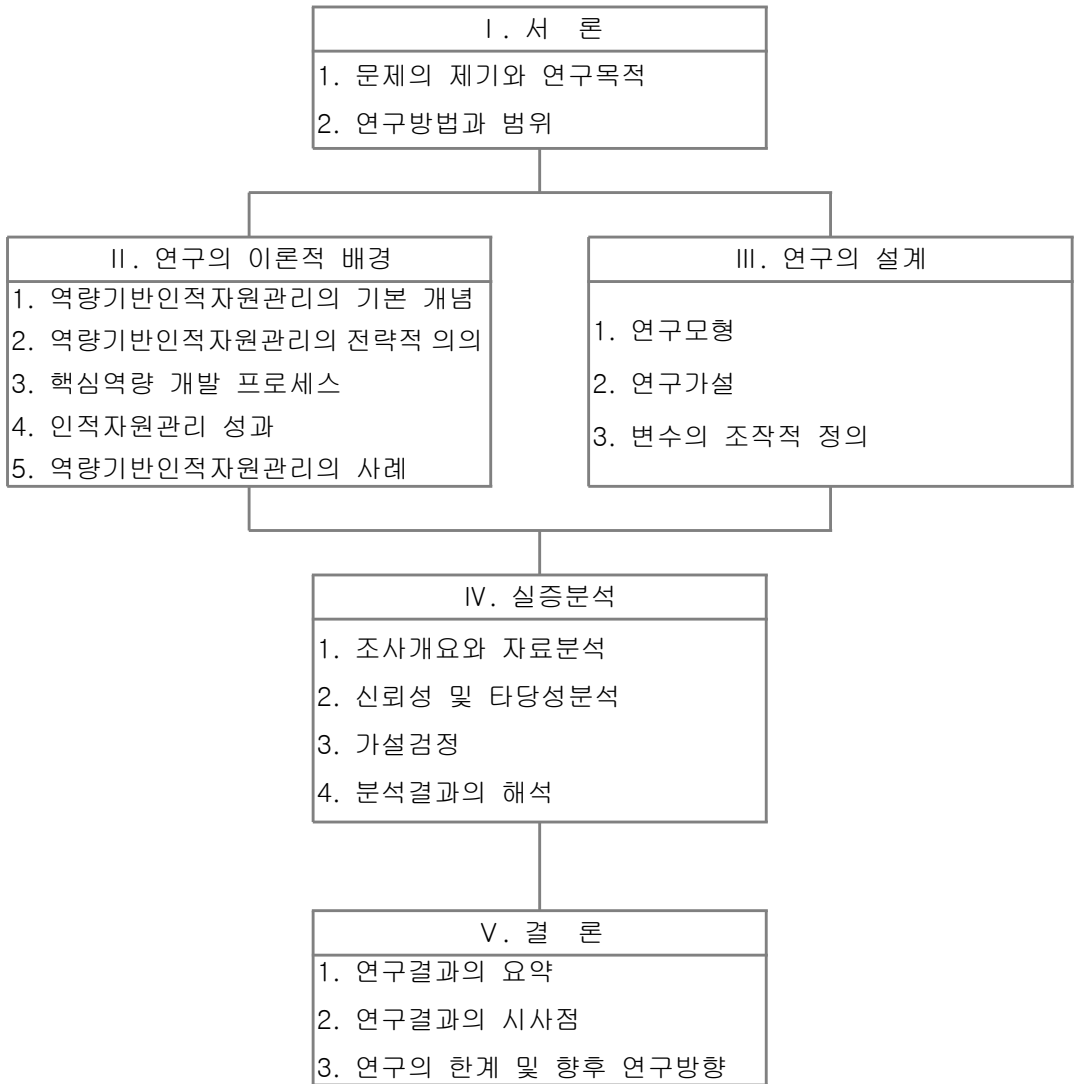 Ⅰ. 서 론
1. 문제의 제기와 연구목적
2. 연구방법과 범위
Ⅱ. 연구의 이론적 배경
1. 역량기반인적자원관리의 기본 개념
2. 역량기반인적자원관리의 전략적 의의
3. 핵심역량 개발 프로세스
4. 인적자원관리 성과
5. 역량기반인적자원관리의 사례
Ⅲ. 연구의 설계
1. 연구모형
2. 연구가설
3. 변수의 조작적 정의
Ⅳ. 실증분석
1. 조사개요와 자료분석
2. 신뢰성 및 타당성분석
3. 가설검정
4. 분석결과의 해석
Ⅴ. 결 론
1. 연구결과의 요약
2. 연구결과의 시사점
3. 연구의 한계 및 향후 연구방향